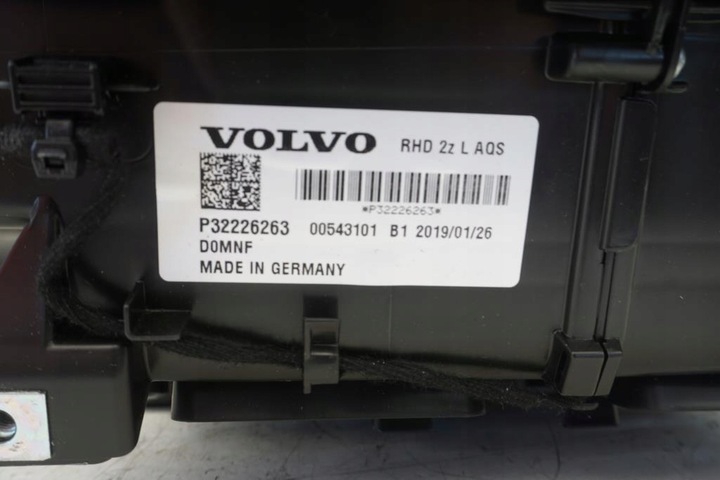 VOLVO RHD 2z L AQS
*P32226263*
P32226263 00543101 B1 2019/01/26
D0MNF
MADE IN GERMANY